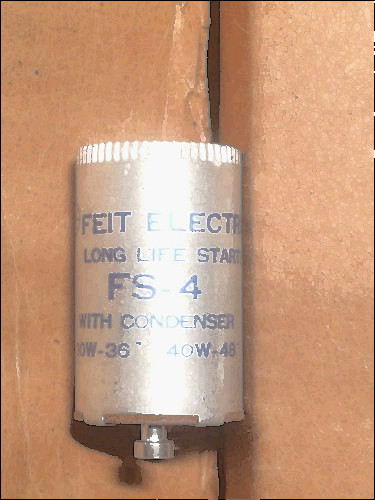 FEIT ELECTR
LONG LIFE START
FS-4
WITH CONDENSER
0W-36" 40W-48"